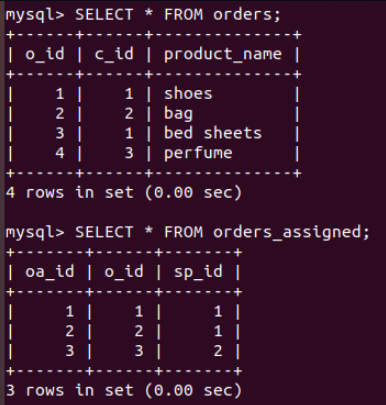 mysql> SELECT * FROM orders;
+------+------+--------------+
| o_id | c_id | product_name |
+------+------+--------------+
|    1 |    1 | shoes        |
|    2 |    2 | bag          |
|    3 |    1 | bed sheets   |
|    4 |    3 | perfume      |
+------+------+--------------+
4 rows in set (0.00 sec)
mysql> SELECT * FROM orders_assigned;
+-------+------+-------+
| oa_id | o_id | sp_id |
+-------+------+-------+
|     1 |    1 |     1 |
|     2 |    2 |     1 |
|     3 |    3 |     2 |
+-------+------+-------+
3 rows in set (0.00 sec)